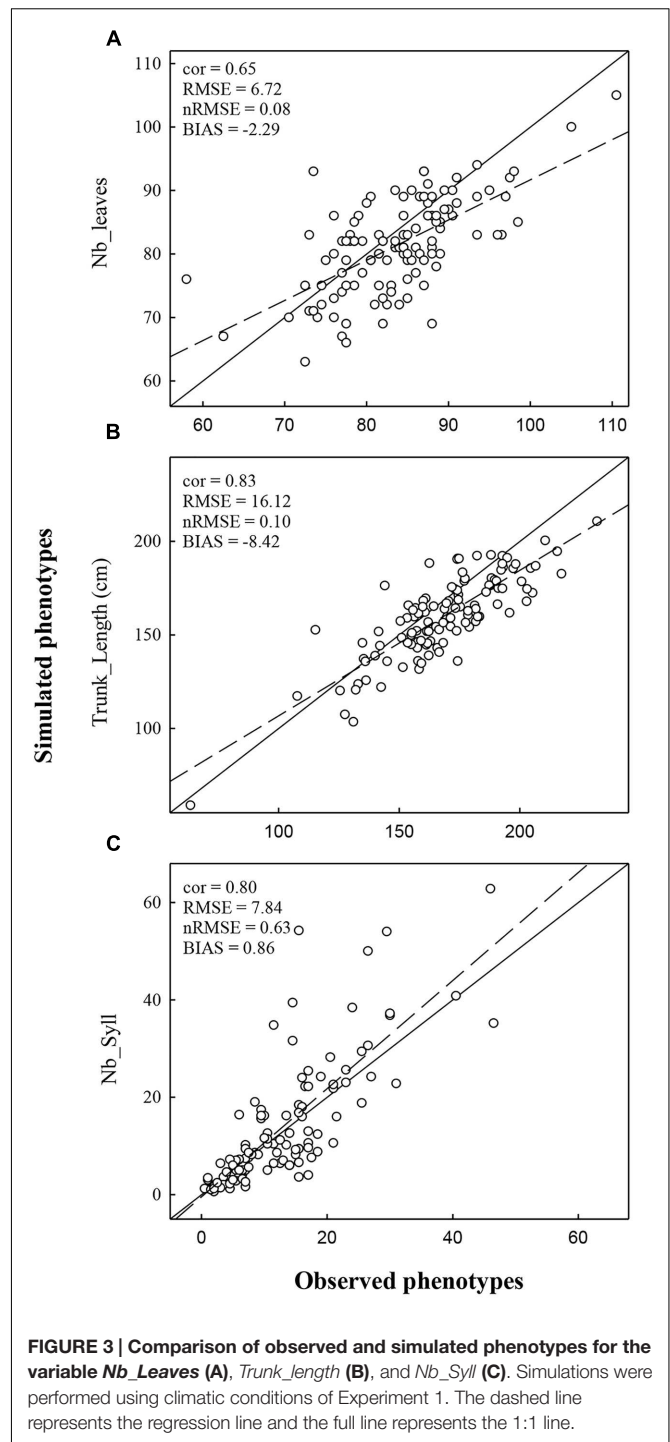 A
cor = 0.65
RMSE = 6.72
nRMSE = 0.08
BIAS = -2.29
110
100
90
80
70
60
Nb_leaves
60 70 80 90 100 110
B
cor = 0.83
RMSE = 16.12
nRMSE = 0.10
BIAS = -8.42
200
150
100
Simulated phenotypes
Trunk_Length (cm)
100 150 200
C
cor = 0.80
RMSE = 7.84
nRMSE = 0.63
BIAS = 0.86
60
40
20
0
Nb_Syll
0 20 40 60
Observed phenotypes
FIGURE 3 | Comparison of observed and simulated phenotypes for the
variable Nb_Leaves (A), Trunk_length (B), and Nb_Syll (C). Simulations were
performed using climatic conditions of Experiment 1. The dashed line
represents the regression line and the full line represents the 1:1 line.